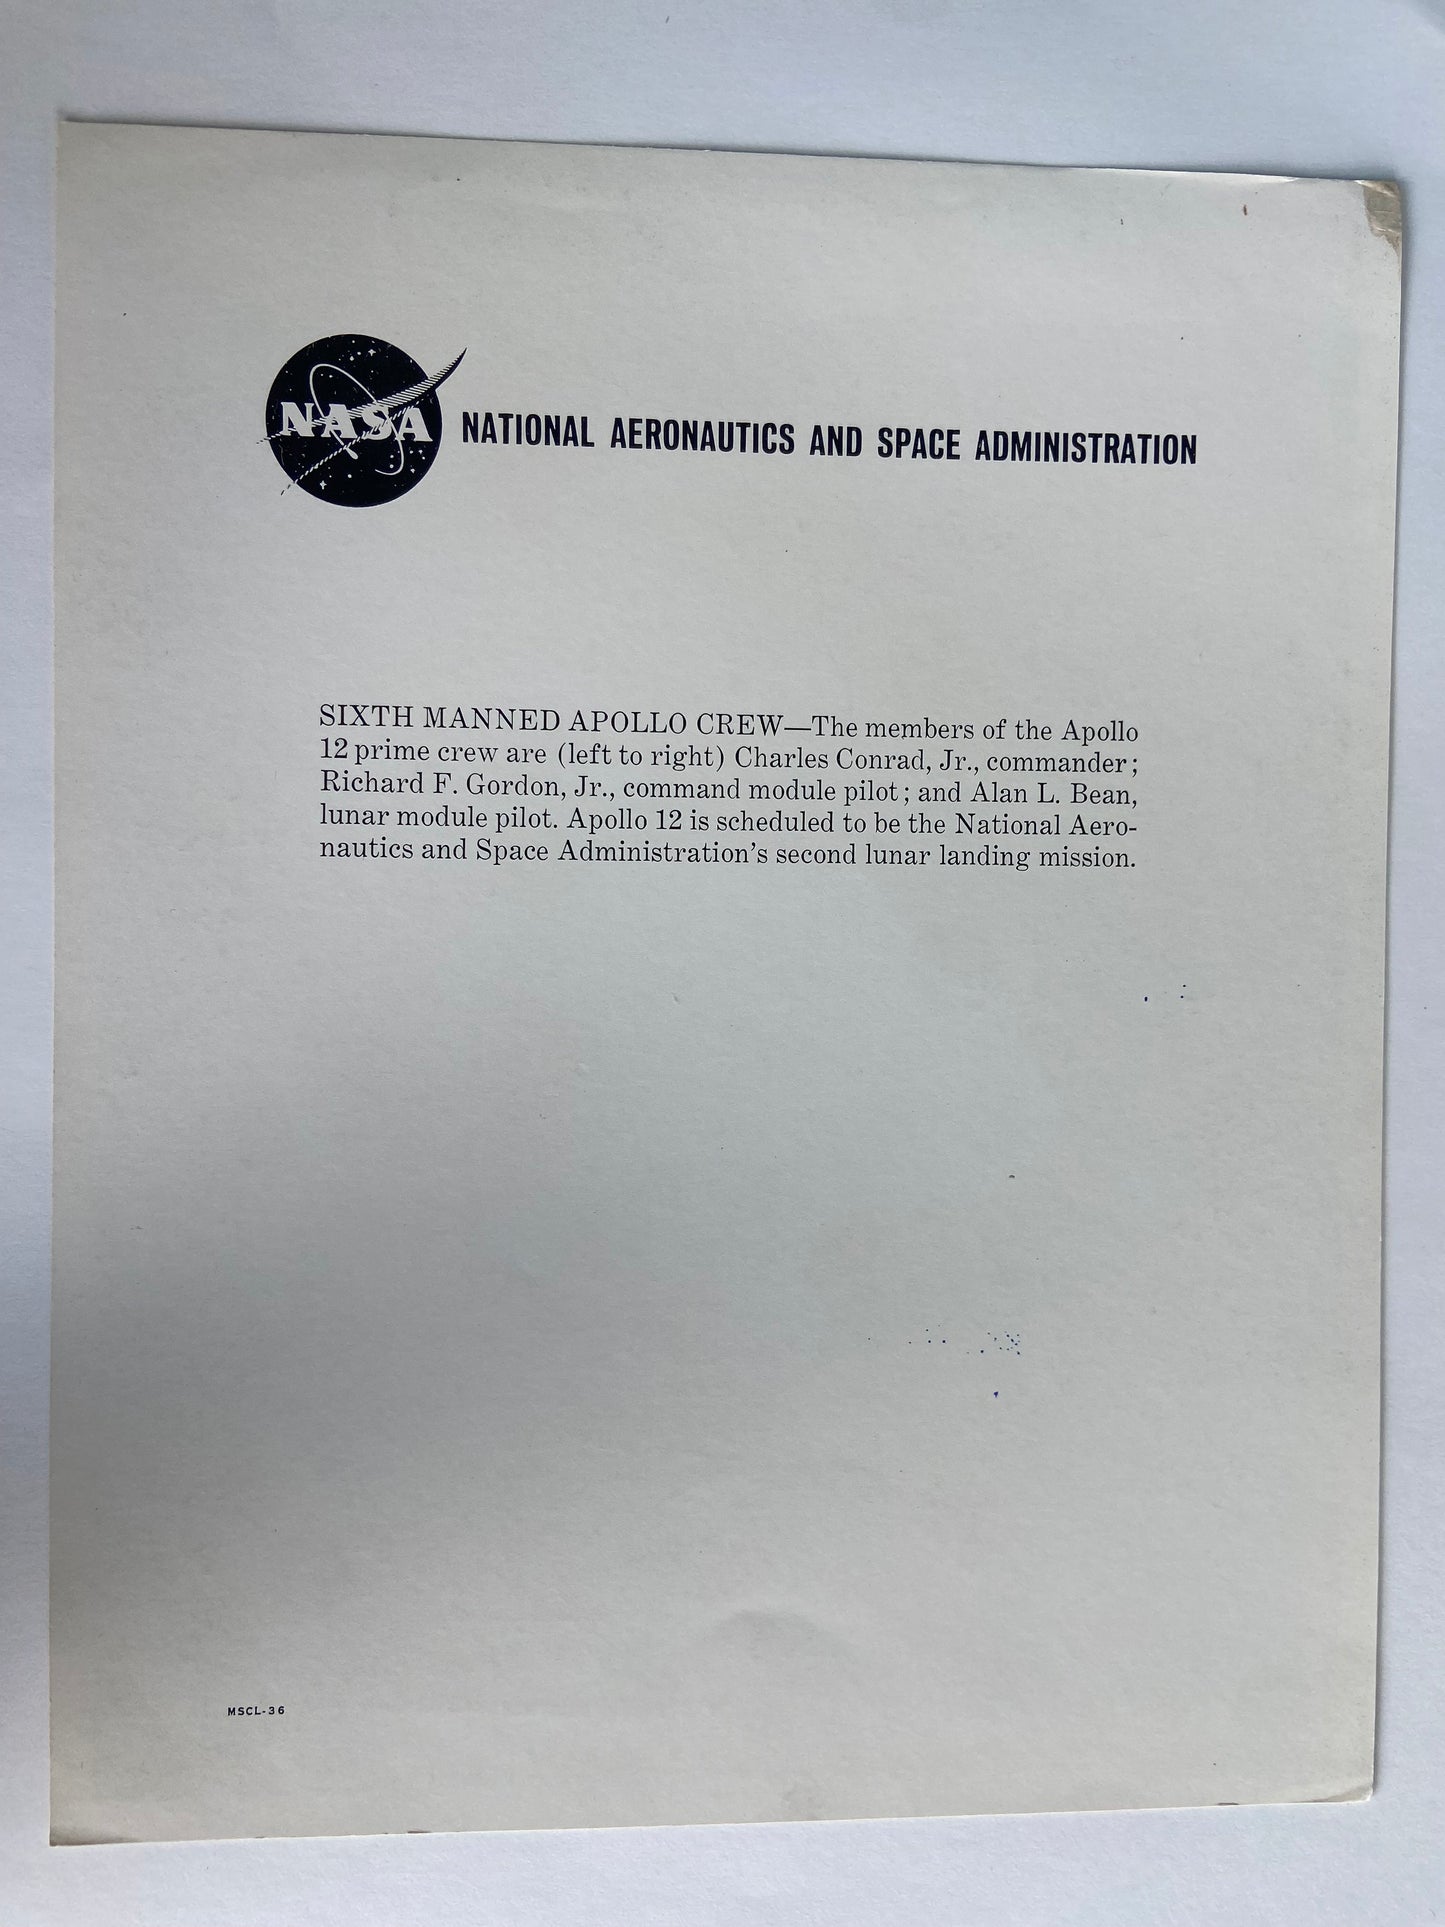 NASA
NATIONAL AERONAUTICS AND SPACE ADMINISTRATION
SIXTH MANNED APOLLO CREW—The members of the Apollo
12 prime crew are (left to right) Charles Conrad, Jr., commander;
Richard F. Gordon, Jr., command module pilot; and Alan L. Bean,
lunar module pilot. Apollo 12 is scheduled to be the National Aero-
nautics and Space Administration's second lunar landing mission.
MSCL-36